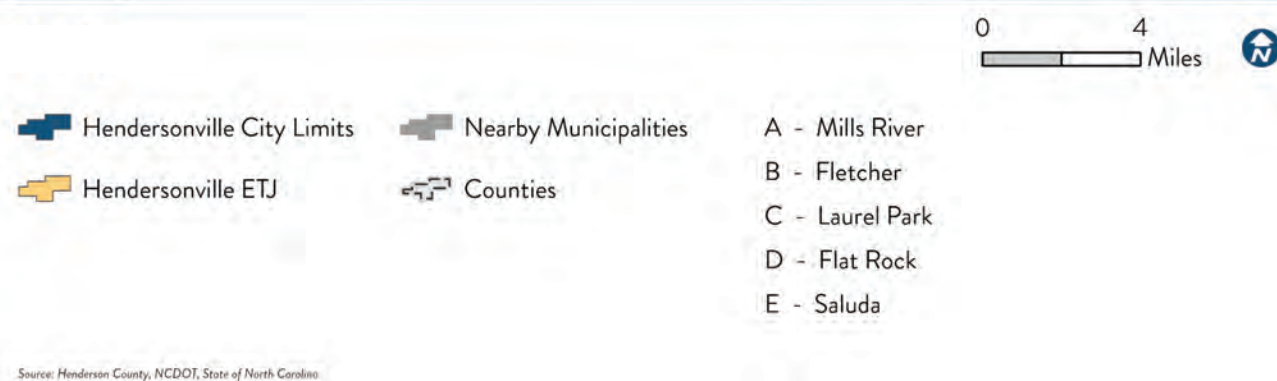 0 4
Miles
N
Hendersonville City Limits
Nearby Municipalities
Hendersonville ETJ
Counties
A - Mills River
B - Fletcher
C - Laurel Park
D - Flat Rock
E - Saluda
Source: Henderson County, NCDOT, State of North Carolina